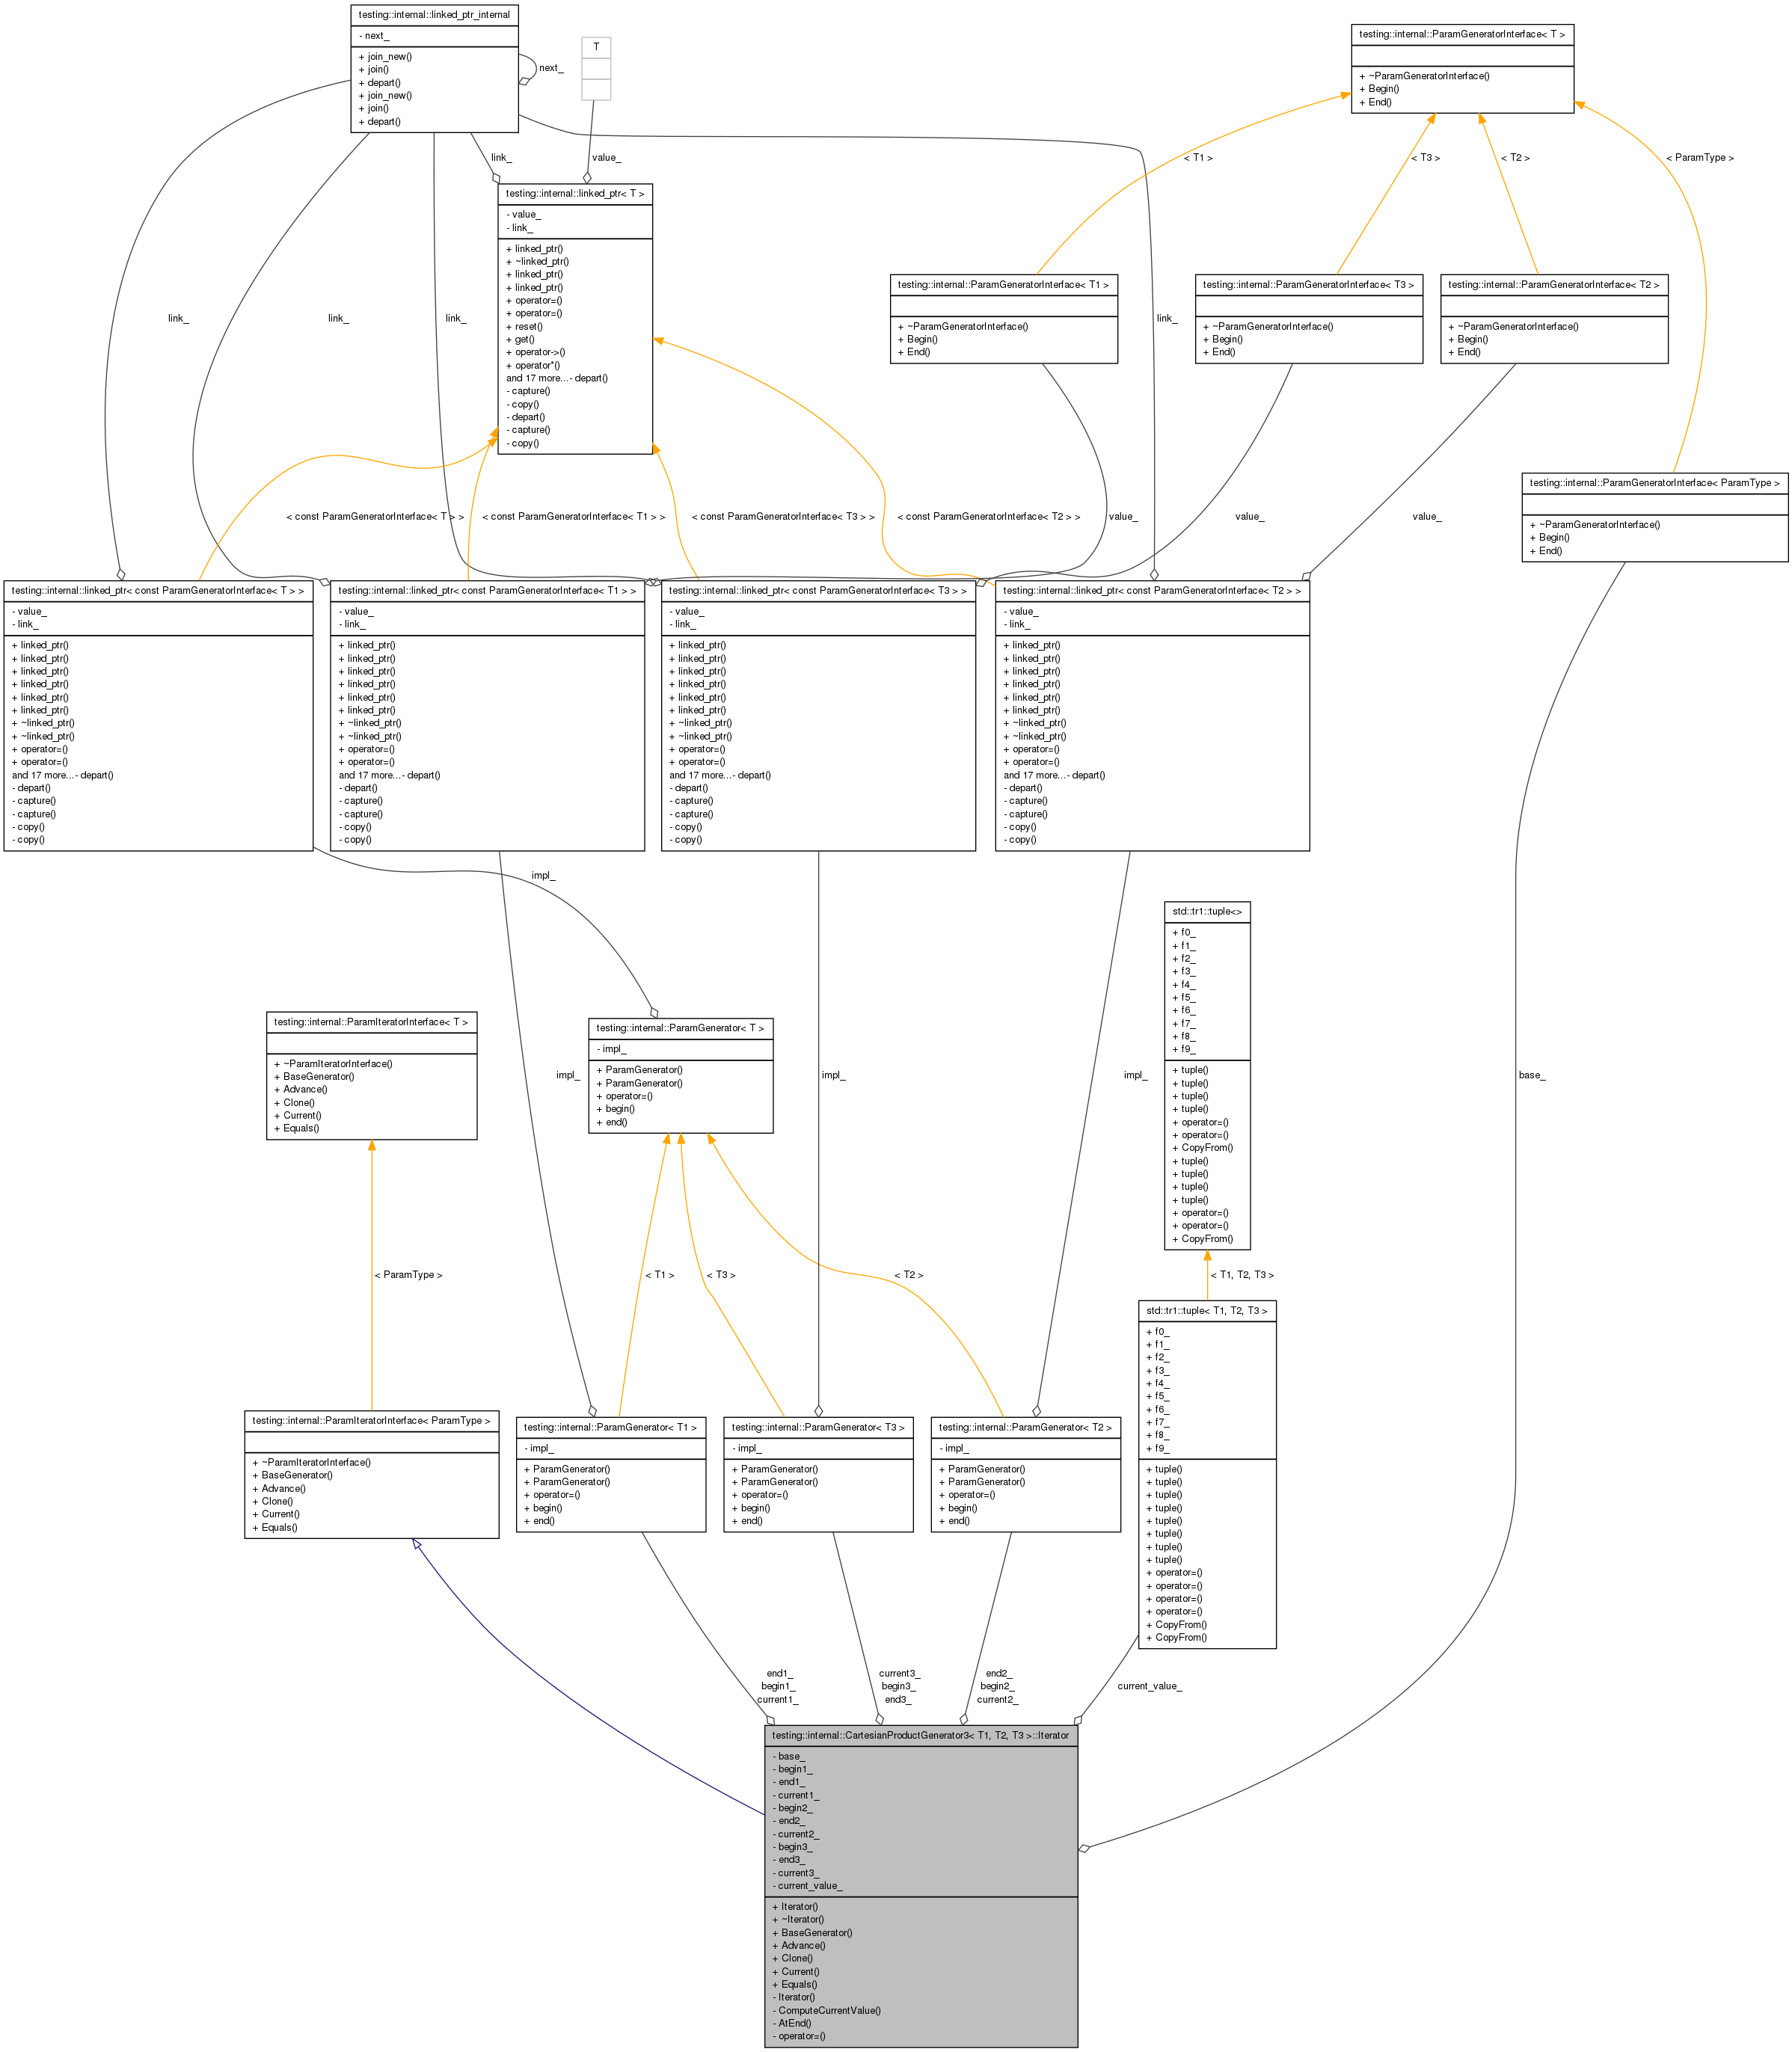 testing::internal::linked_ptr_internal
- next_
+ join_new()
+ join()
+ depart()
+ join_new()
+ join()
+ depart()
next_
T
testing::internal::ParamGeneratorInterface< T >
+ ~ParamGeneratorInterface()
+ Begin()
+ End()
link_
value_
< T1 >
< T3 >
< T2 >
< ParamType >
testing::internal::linked_ptr< T >
- value_
- link_
+ linked_ptr()
+ ~linked_ptr()
+ linked_ptr()
+ linked_ptr()
+ operator=()
+ operator=()
+ reset()
+ get()
+ operator->()
+ operator*()
and 17 more...- depart()
- capture()
- copy()
- depart()
- capture()
- copy()
testing::internal::ParamGeneratorInterface< T1 >
+ ~ParamGeneratorInterface()
+ Begin()
+ End()
testing::internal::ParamGeneratorInterface< T3 >
+ ~ParamGeneratorInterface()
+ Begin()
+ End()
testing::internal::ParamGeneratorInterface< T2 >
+ ~ParamGeneratorInterface()
+ Begin()
+ End()
link_
link_
link_
link_
testing::internal::ParamGeneratorInterface< ParamType >
+ ~ParamGeneratorInterface()
+ Begin()
+ End()
< const ParamGeneratorInterface< T > >
< const ParamGeneratorInterface< T1 > >
< const ParamGeneratorInterface< T3 > >
< const ParamGeneratorInterface< T2 > >
value_
value_
value_
testing::internal::linked_ptr< const ParamGeneratorInterface< T > >
- value_
- link_
+ linked_ptr()
+ linked_ptr()
+ linked_ptr()
+ linked_ptr()
+ linked_ptr()
+ linked_ptr()
+ ~linked_ptr()
+ ~linked_ptr()
+ operator=()
+ operator=()
and 17 more...- depart()
- depart()
- capture()
- capture()
- copy()
- copy()
testing::internal::linked_ptr< const ParamGeneratorInterface< T1 > >
- value_
- link_
+ linked_ptr()
+ linked_ptr()
+ linked_ptr()
+ linked_ptr()
+ linked_ptr()
+ linked_ptr()
+ ~linked_ptr()
+ ~linked_ptr()
+ operator=()
+ operator=()
and 17 more...- depart()
- depart()
- capture()
- capture()
- copy()
- copy()
testing::internal::linked_ptr< const ParamGeneratorInterface< T3 > >
- value_
- link_
+ linked_ptr()
+ linked_ptr()
+ linked_ptr()
+ linked_ptr()
+ linked_ptr()
+ linked_ptr()
+ ~linked_ptr()
+ ~linked_ptr()
+ operator=()
+ operator=()
and 17 more...- depart()
- depart()
- capture()
- capture()
- copy()
- copy()
testing::internal::linked_ptr< const ParamGeneratorInterface< T2 > >
- value_
- link_
+ linked_ptr()
+ linked_ptr()
+ linked_ptr()
+ linked_ptr()
+ linked_ptr()
+ linked_ptr()
+ ~linked_ptr()
+ ~linked_ptr()
+ operator=()
+ operator=()
and 17 more...- depart()
- depart()
- capture()
- capture()
- copy()
- copy()
impl_
std::tr1::tuple<>
+ f0_
+ f1_
+ f2_
+ f3_
+ f4_
+ f5_
+ f6_
+ f7_
+ f8_
+ f9_
+ tuple()
+ tuple()
+ tuple()
+ tuple()
+ operator=()
+ operator=()
+ CopyFrom()
+ tuple()
+ tuple()
+ tuple()
+ tuple()
+ operator=()
+ operator=()
+ CopyFrom()
testing::internal::ParamIteratorInterface< T >
+ ~ParamIteratorInterface()
+ BaseGenerator()
+ Advance()
+ Clone()
+ Current()
+ Equals()
testing::internal::ParamGenerator< T >
- impl_
+ ParamGenerator()
+ ParamGenerator()
+ operator=()
+ begin()
+ end()
impl_
impl_
impl_
base_
< ParamType >
< T1 >
< T3 >
< T2 >
< T1, T2, T3 >
std::tr1::tuple< T1, T2, T3 >
+ f0_
+ f1_
+ f2_
+ f3_
+ f4_
+ f5_
+ f6_
+ f7_
+ f8_
+ f9_
+ tuple()
+ tuple()
+ tuple()
+ tuple()
+ tuple()
+ tuple()
+ tuple()
+ tuple()
+ operator=()
+ operator=()
+ operator=()
+ operator=()
+ CopyFrom()
+ CopyFrom()
testing::internal::ParamIteratorInterface< ParamType >
+ ~ParamIteratorInterface()
+ BaseGenerator()
+ Advance()
+ Clone()
+ Current()
+ Equals()
testing::internal::ParamGenerator< T1 >
- impl_
+ ParamGenerator()
+ ParamGenerator()
+ operator=()
+ begin()
+ end()
testing::internal::ParamGenerator< T3 >
- impl_
+ ParamGenerator()
+ ParamGenerator()
+ operator=()
+ begin()
+ end()
testing::internal::ParamGenerator< T2 >
- impl_
+ ParamGenerator()
+ ParamGenerator()
+ operator=()
+ begin()
+ end()
end1_
begin1_
current1_
current3_
begin3_
end3_
end2_
begin2_
current2_
current_value_
testing::internal::CartesianProductGenerator3< T1, T2, T3 >::Iterator
- base_
- begin1_
- end1_
- current1_
- begin2_
- end2_
- current2_
- begin3_
- end3_
- current3_
- current_value_
+ Iterator()
+ ~Iterator()
+ BaseGenerator()
+ Advance()
+ Clone()
+ Current()
+ Equals()
- Iterator()
- ComputeCurrentValue()
- AtEnd()
- operator=()